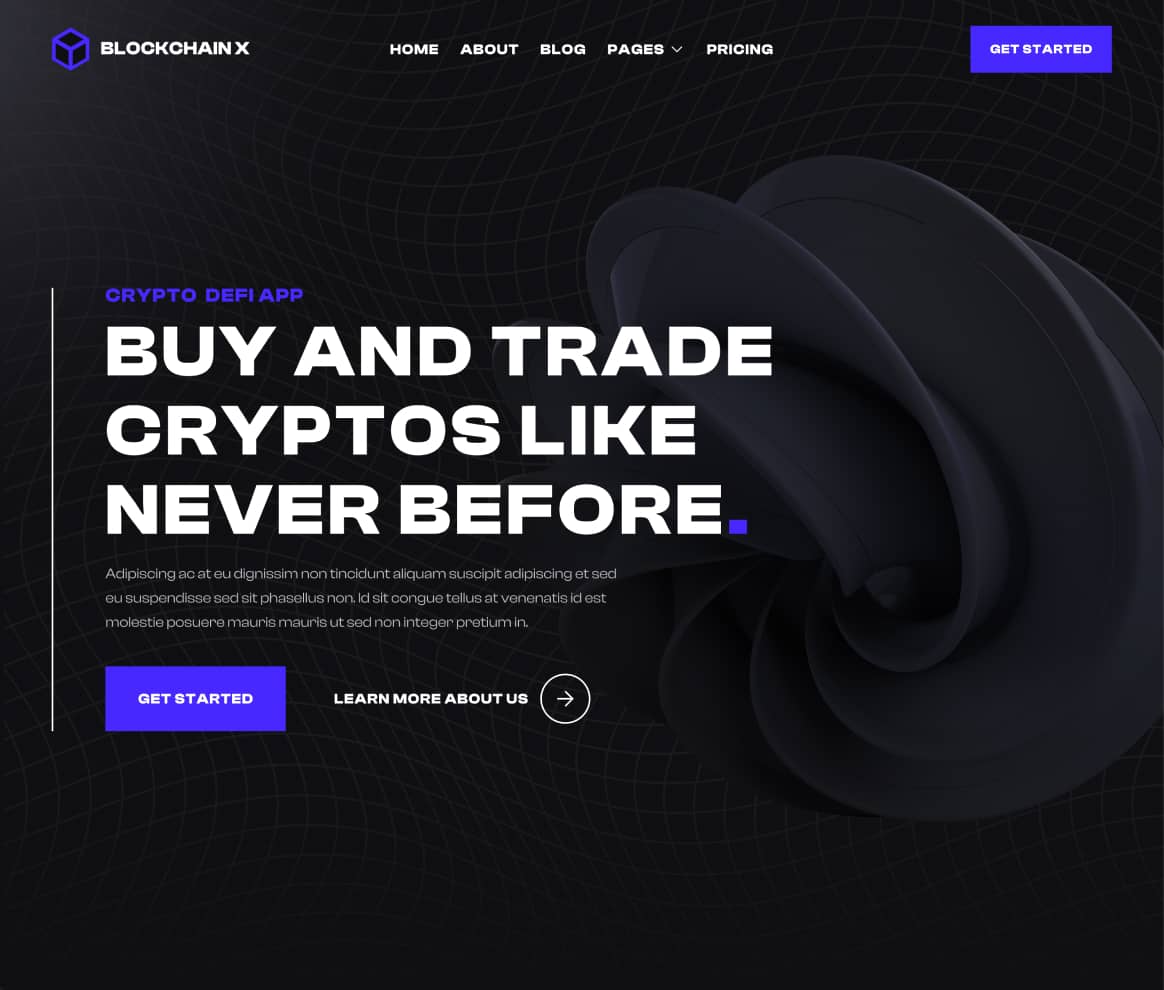 BLOCKCHAIN X
HOME ABOUT BLOG PAGES PRICING
GET STARTED
CRYPTO DEFI APP
BUY AND TRADE
CRYPTOS LIKE
NEVER BEFORE.
Adipiscing ac at eu dignissim non tincidunt aliquam suscipit adipiscing et sed
eu suspendisse sed sit phasellus non. Id sit congue tellus at venenatis id est
molestie posuere mauris mauris ut sed non integer pretium in.
GET STARTED
LEARN MORE ABOUT US